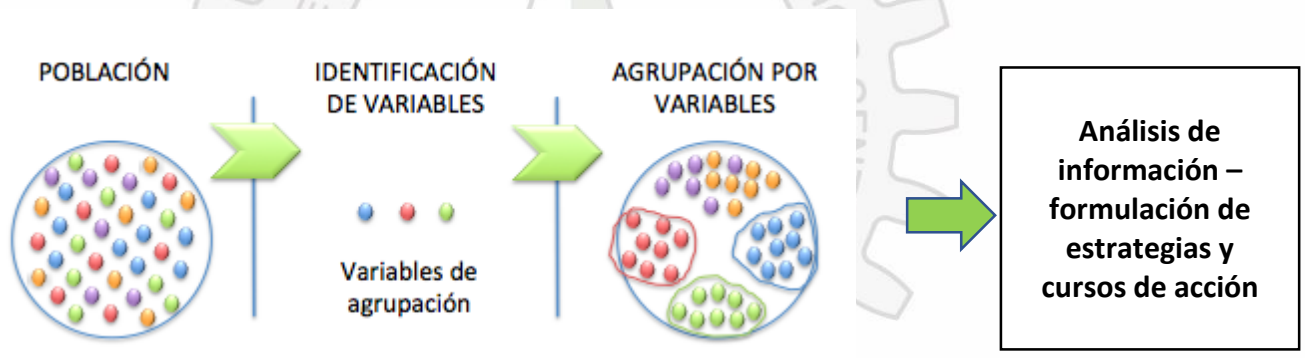 POBLACIÓN
IDENTIFICACIÓN
DE VARIABLES
Variables de
agrupación
AGRUPACIÓN POR
VARIABLES
Análisis de
información –
formulación de
estrategias y
cursos de acción